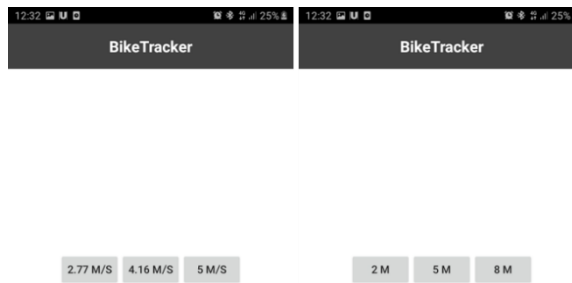 12:32 25%
BikeTracker
2.77 M/S 4.16 M/S 5 M/S
12:32 25%
BikeTracker
2 M 5 M 8 M